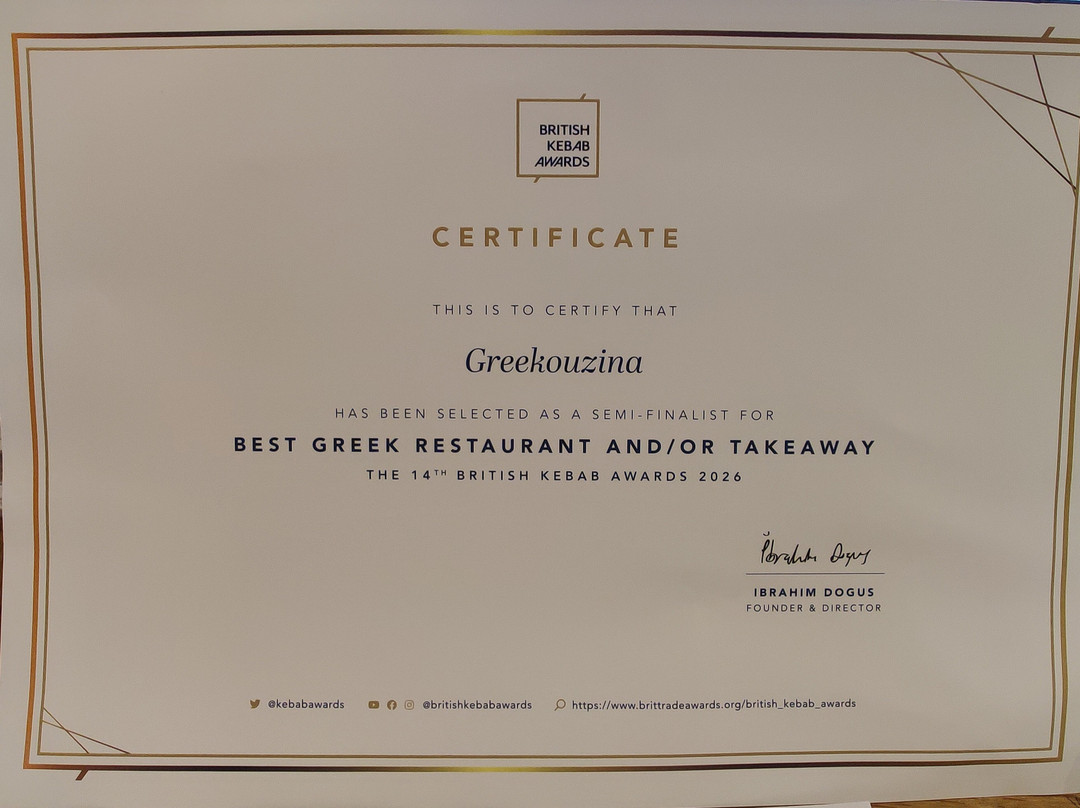 BRITISH
KEBAB
AWARDS
CERTIFICATE
THIS IS TO CERTIFY THAT
Greekouzina
HAS BEEN SELECTED AS A SEMI-FINALIST FOR
BEST GREEK RESTAURANT AND/OR TAKEAWAY
THE 14TH BRITISH KEBAB AWARDS 2026
Ibrahim Dogus
IBRAHIM DOGUS
FOUNDER & DIRECTOR
@kebabawards @britishkebabawards https://www.brittradeawards.org/british_kebab_awards